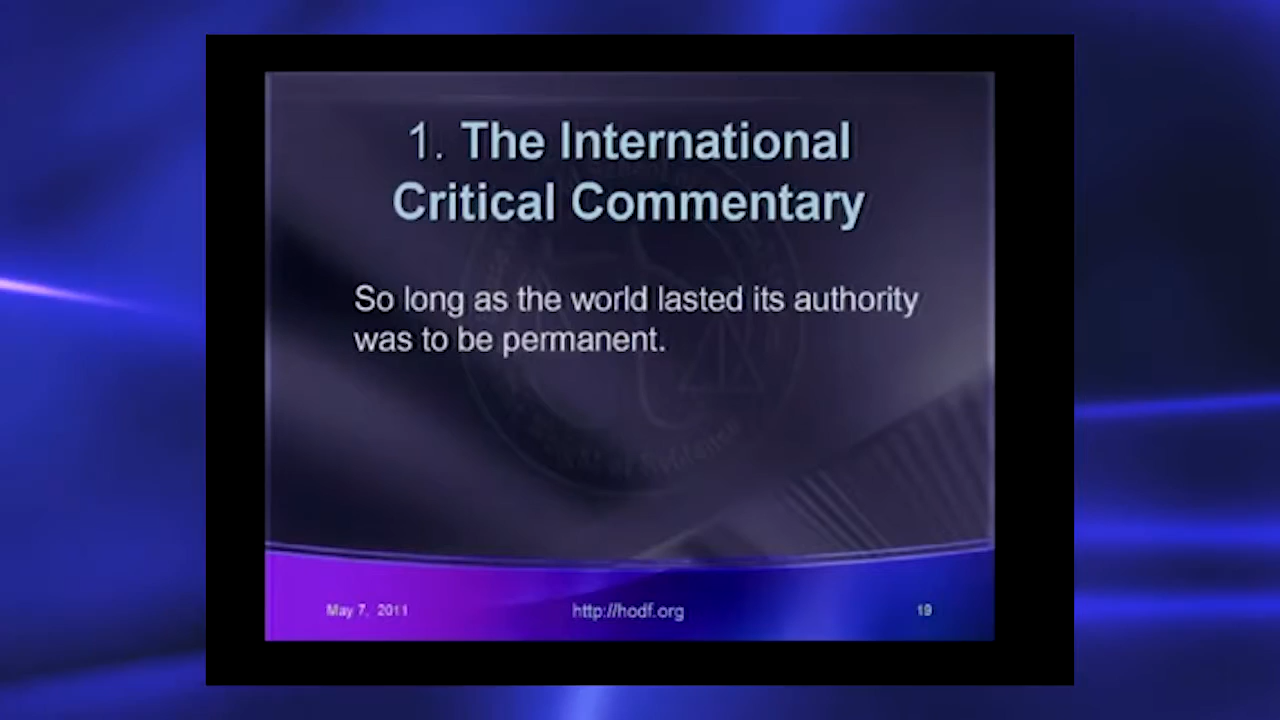 1. The International
Critical Commentary
So long as the world lasted its authority
was to be permanent.
May 7, 2011
http://hodf.org
19